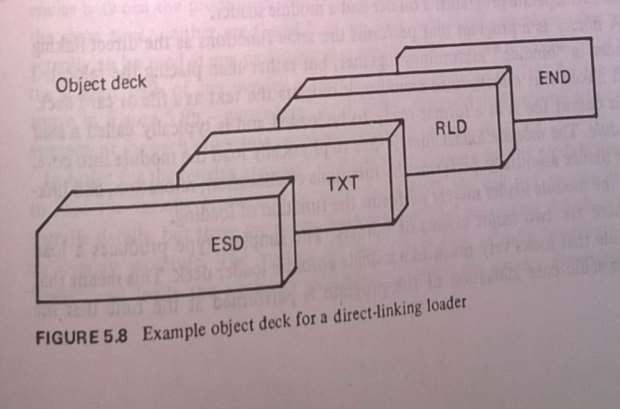 Object deck
END
RLD
TXT
ESD
FIGURE 5.8 Example object deck for a direct-linking loader